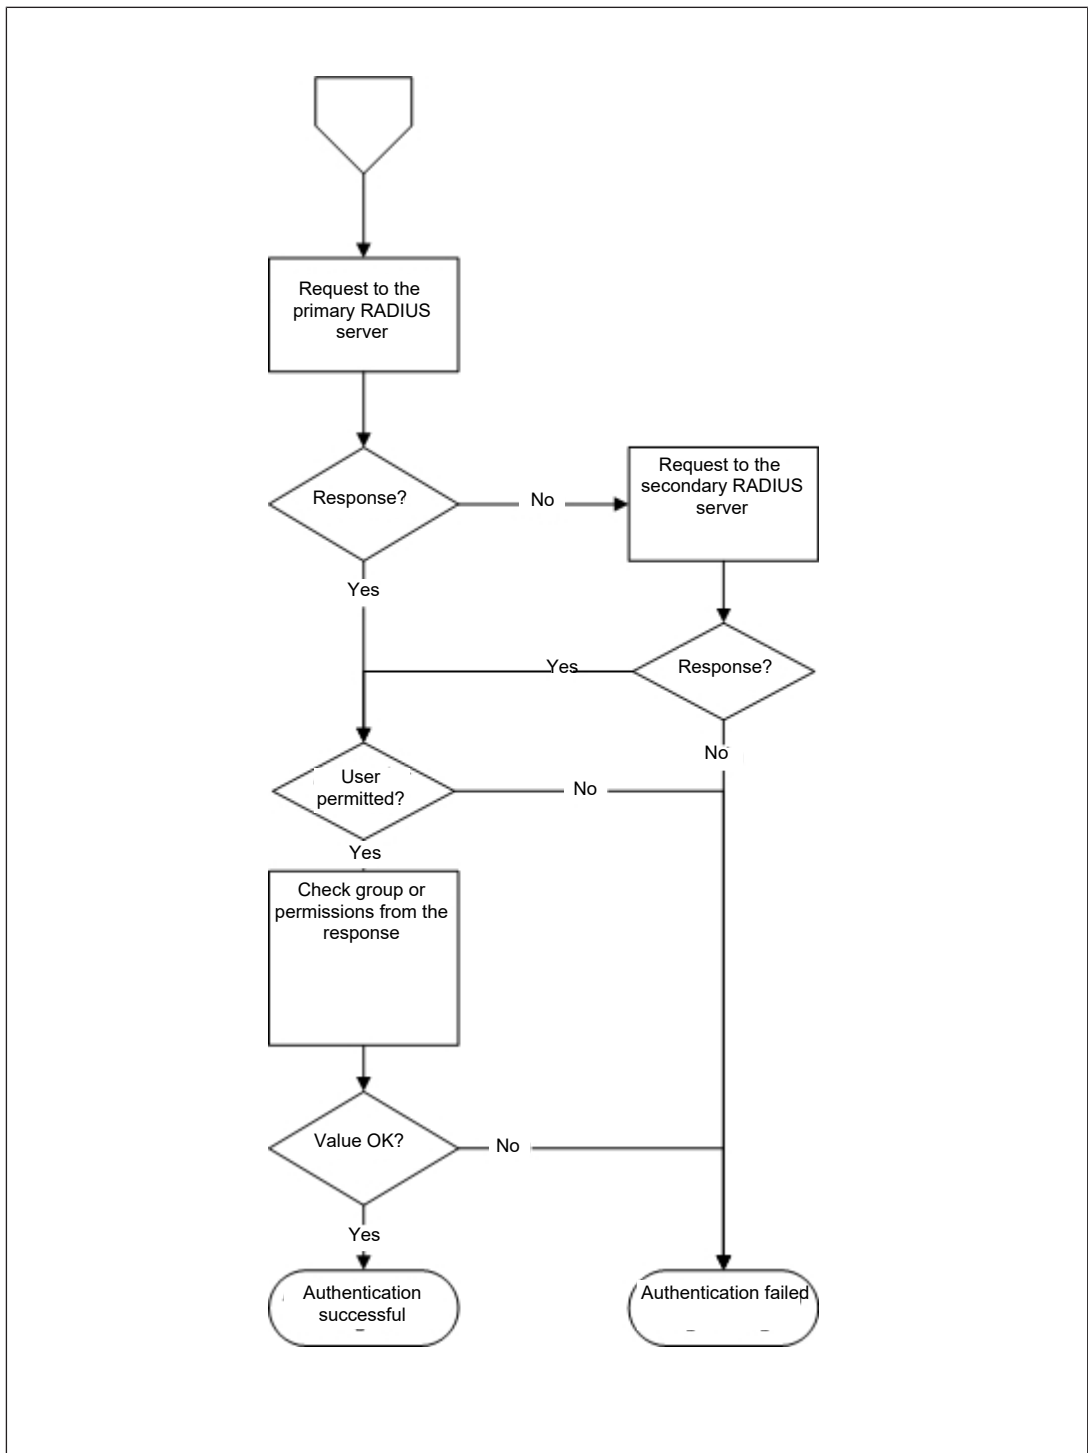 Request to the
primary RADIUS
server
Response?
No
Request to the
secondary RADIUS
server
Yes
Yes
Response?
No
User
permitted?
No
Yes
Check group or
permissions from the
response
Value OK?
No
Yes
Authentication
successful
Authentication failed